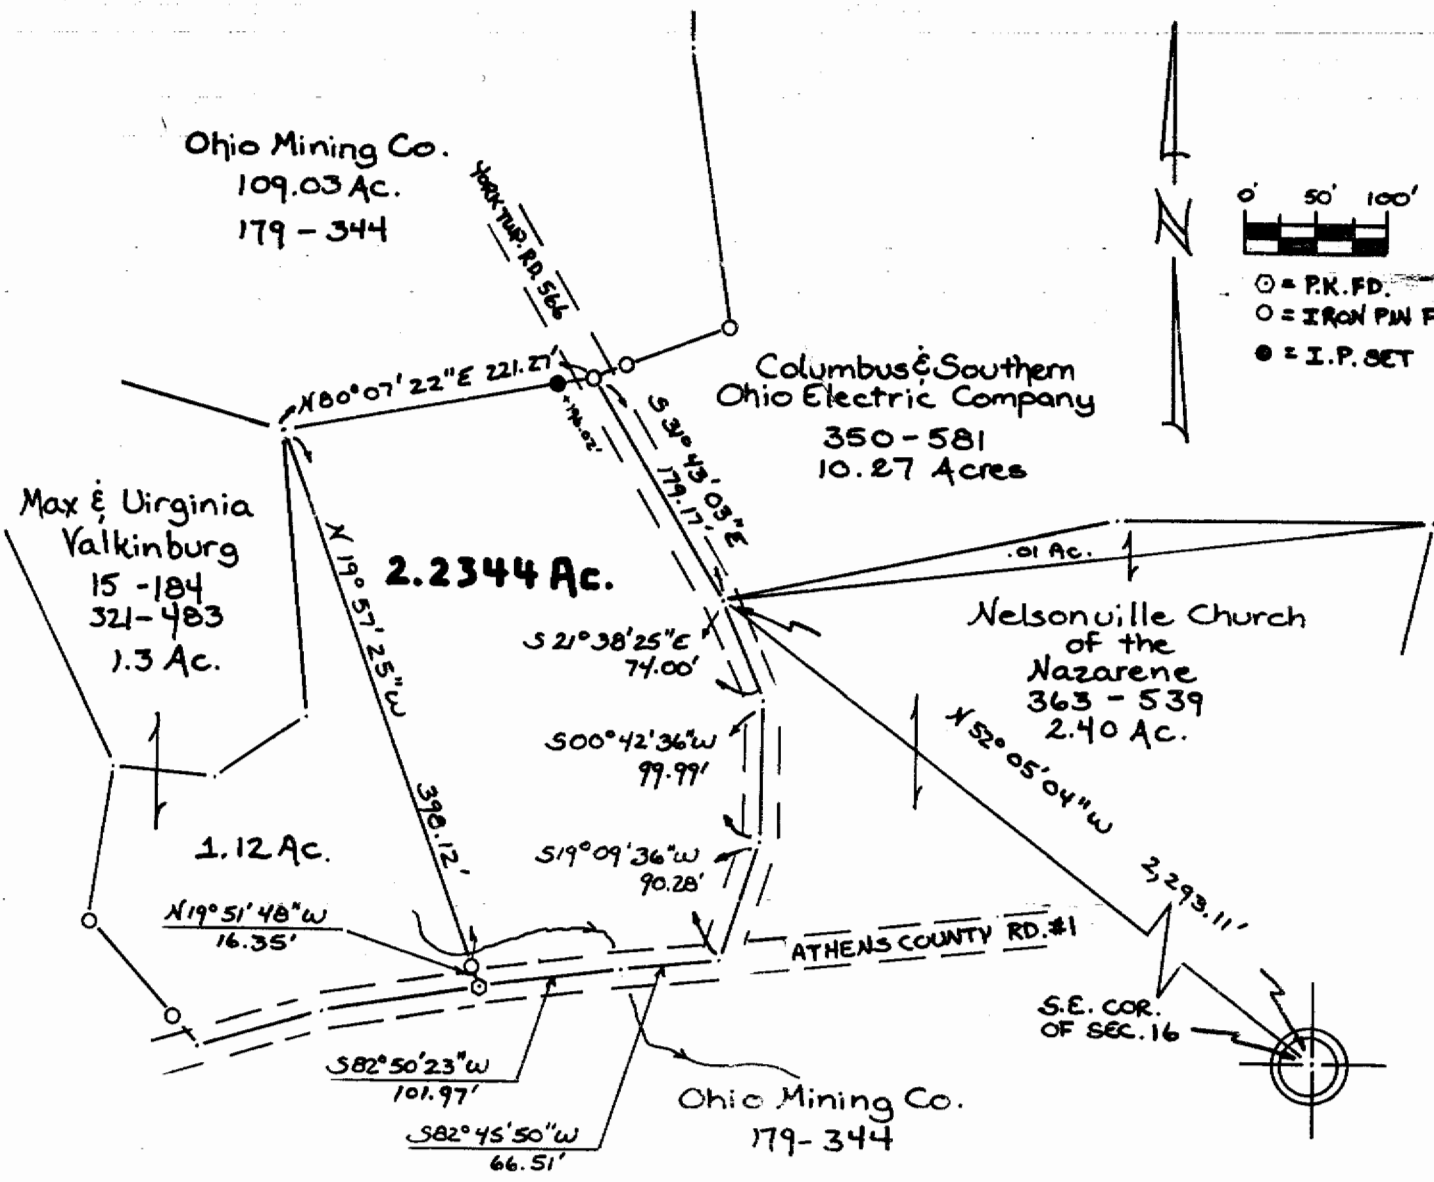 Ohio Mining Co.
109.03 Ac.
179 - 344
YORK TWP. RD. 566
N
0' 50' 100'
= P.K. FD.
= IRON PIN F
= I.P. SET
N80°07'22"E 221.27'
+196.02'
S 31° 43' 03" E
179.17'
Columbus & Southern
Ohio Electric Company
350 - 581
10.27 Acres
Max & Virginia
Valkinburg
15 - 184
321 - 483
1.3 Ac.
N 19° 57' 25" W
398.12'
2.2344 Ac.
.01 Ac.
S 21° 38' 25" E
74.00'
Nelsonville Church
of the
Nazarene
363 - 539
2.40 Ac.
S00°42'36"W
99.99'
N 52° 05' 04" W
2,293.11'
1.12 Ac.
S19°09'36"W
90.28'
N19°51'48"W
16.35'
ATHENS COUNTY RD. #1
S.E. COR.
OF SEC. 16
S82°50'23"W
101.97'
S82°45'50"W
66.51'
Ohio Mining Co.
179 - 344